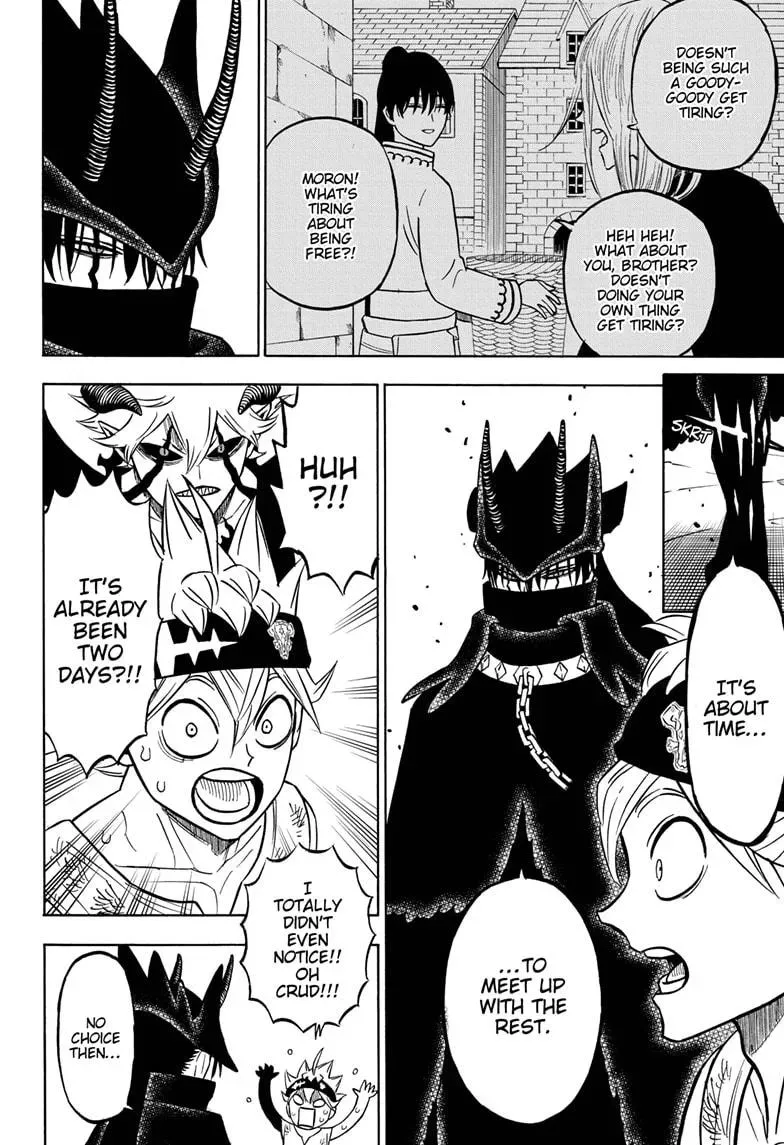 DOESN'T
BEING SUCH
A GOODY-
GOODY GET
TIRING?
HEH HEH!
WHAT ABOUT
YOU, BROTHER?
DOESN'T
DOING YOUR
OWN THING
GET TIRING?
MORON!
WHAT'S
TIRING
ABOUT
BEING
FREE?!
SKRT
IT'S
ABOUT
TIME...
...TO
MEET UP
WITH THE
REST.
HUH
?!!
IT'S
ALREADY
BEEN
TWO
DAYS?!!
I
TOTALLY
DIDN'T
EVEN
NOTICE!!
OH
CRUD!!!
NO
CHOICE
THEN...